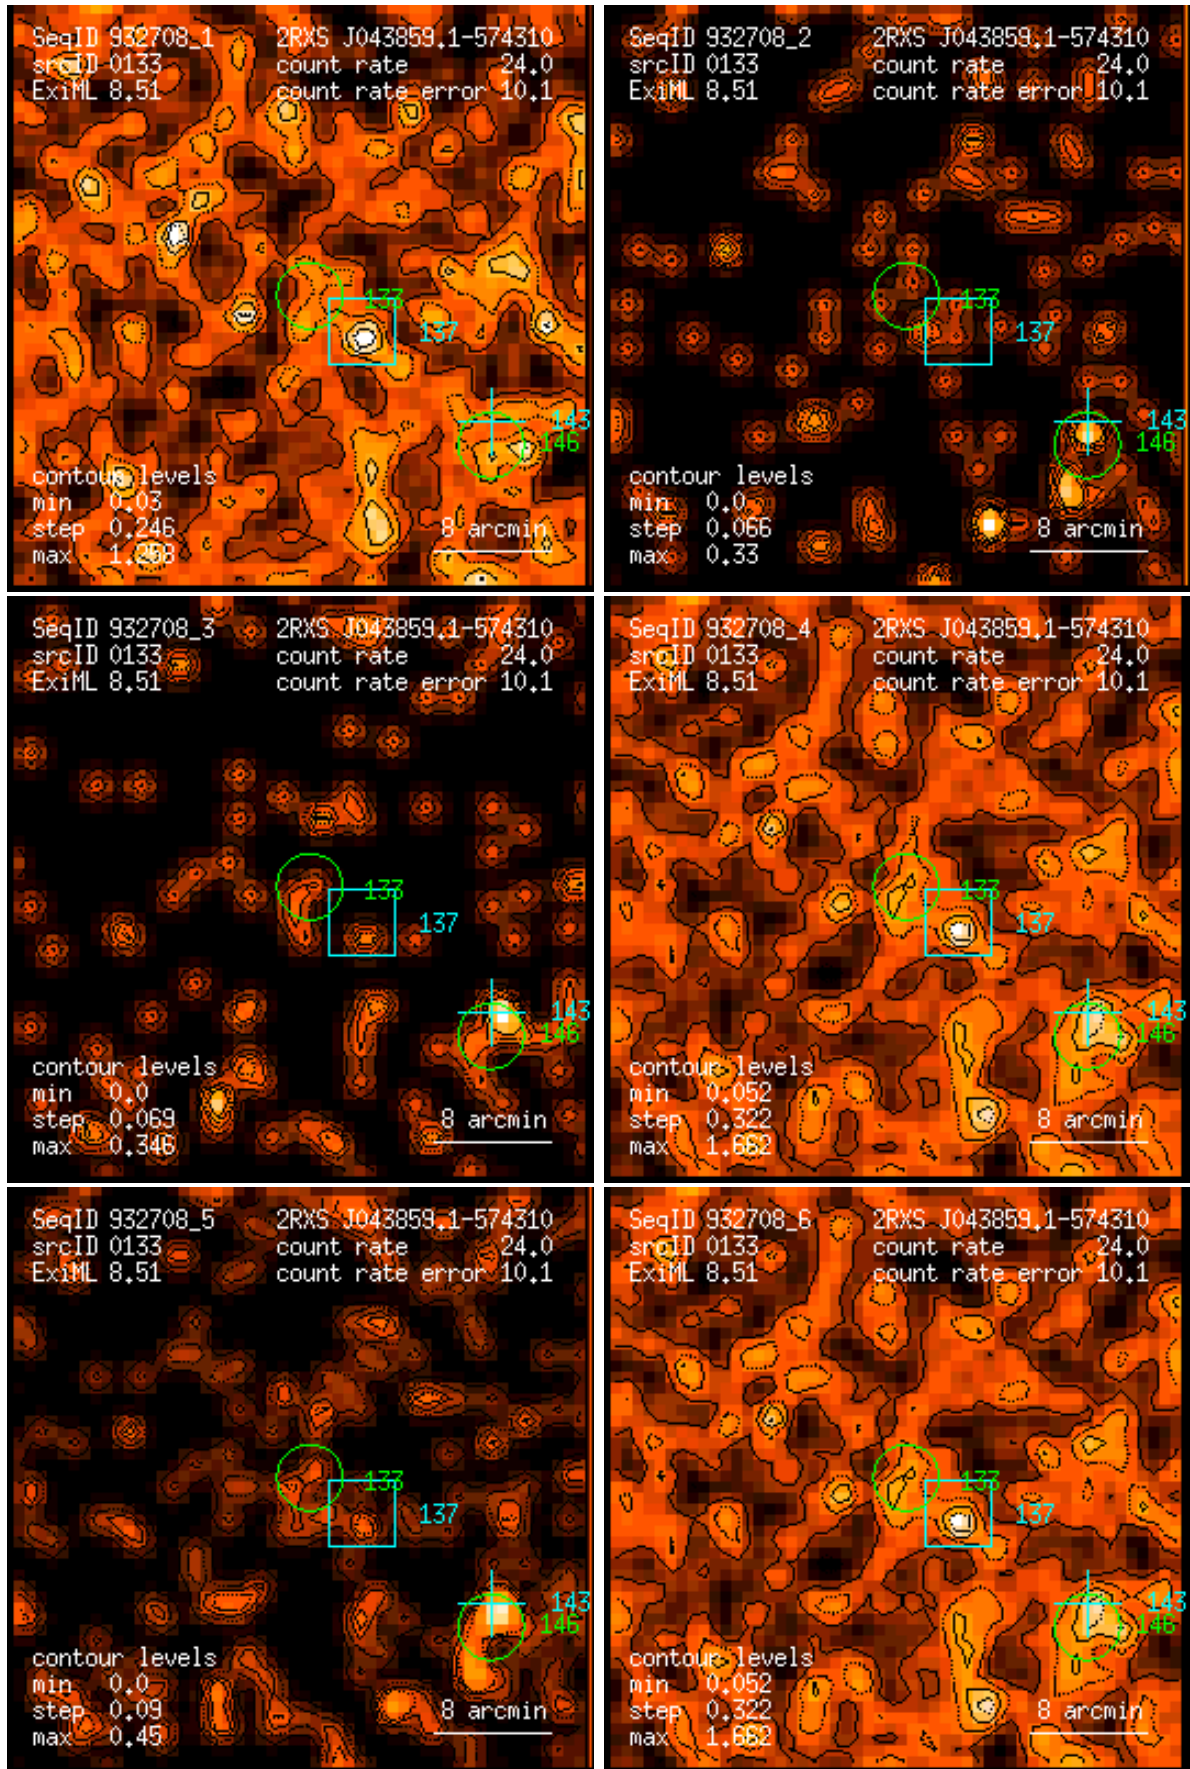 SeqID 932708_1 2RXS J043859.1-574310
srcID 0133 count rate 24.0
ExiML 8.51 count rate error 10.1
133
137
143
146
contour levels
min 0.03
step 0.246
max 1.258
8 arcmin
SeqID 932708_2 2RXS J043859.1-574310
srcID 0133 count rate 24.0
ExiML 8.51 count rate error 10.1
133
137
143
146
contour levels
min 0.0
step 0.066
max 0.33
8 arcmin
SeqID 932708_3 2RXS J043859.1-574310
srcID 0133 count rate 24.0
ExiML 8.51 count rate error 10.1
133
137
143
146
contour levels
min 0.0
step 0.069
max 0.346
8 arcmin
SeqID 932708_4 2RXS J043859.1-574310
srcID 0133 count rate 24.0
ExiML 8.51 count rate error 10.1
133
137
143
146
contour levels
min 0.052
step 0.322
max 1.662
8 arcmin
SeqID 932708_5 2RXS J043859.1-574310
srcID 0133 count rate 24.0
ExiML 8.51 count rate error 10.1
133
137
143
146
contour levels
min 0.0
step 0.09
max 0.45
8 arcmin
SeqID 932708_6 2RXS J043859.1-574310
srcID 0133 count rate 24.0
ExiML 8.51 count rate error 10.1
133
137
143
146
contour levels
min 0.052
step 0.322
max 1.662
8 arcmin